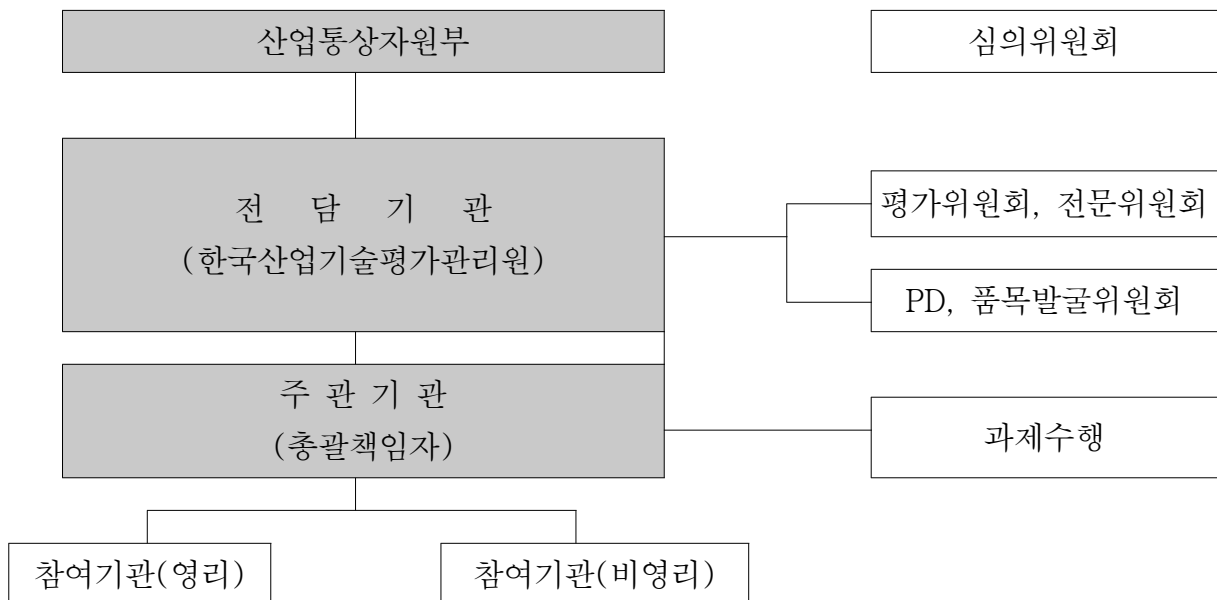 산업통상자원부
심의위원회
전 담 기 관
(한국산업기술평가관리원)
평가위원회, 전문위원회
PD, 품목발굴위원회
주 관 기 관
(총괄책임자)
과제수행
참여기관(영리)
참여기관(비영리)